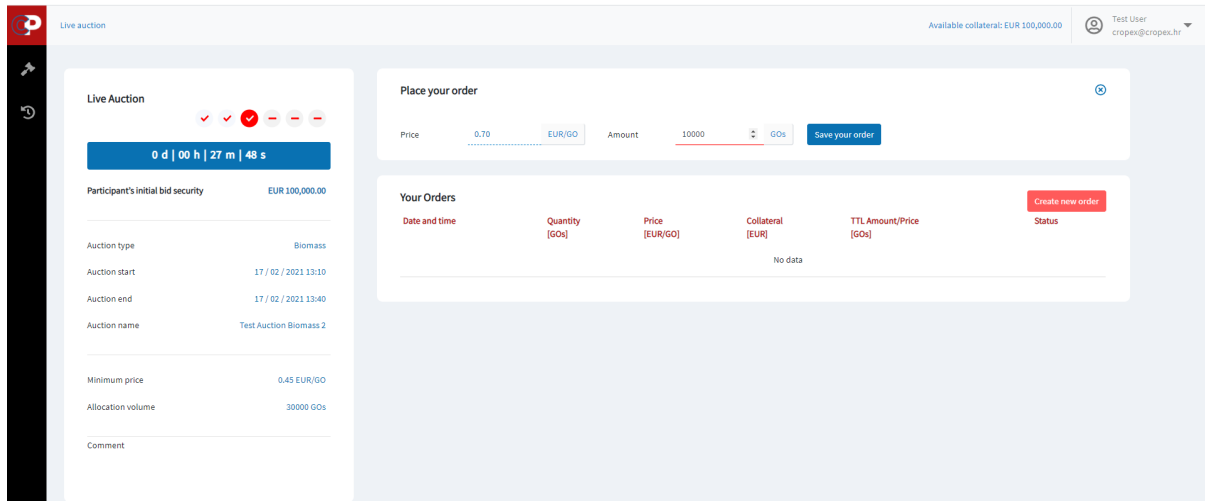 Live auction
Available collateral: EUR 100,000.00
Test User
cropex@cropex.hr
Live Auction
0 d | 00 h | 27 m | 48 s
Participant's initial bid security EUR 100,000.00
Auction type Biomass
Auction start 17 / 02 / 2021 13:10
Auction end 17 / 02 / 2021 13:40
Auction name Test Auction Biomass 2
Minimum price 0.45 EUR/GO
Allocation volume 30000 GOs
Comment
Place your order
Price 0.70 EUR/GO Amount 10000 GOs Save your order
Your Orders
Create new order
Date and time Quantity Price Collateral TTL Amount/Price Status
[GOs] [EUR/GO] [EUR] [GOs]
No data